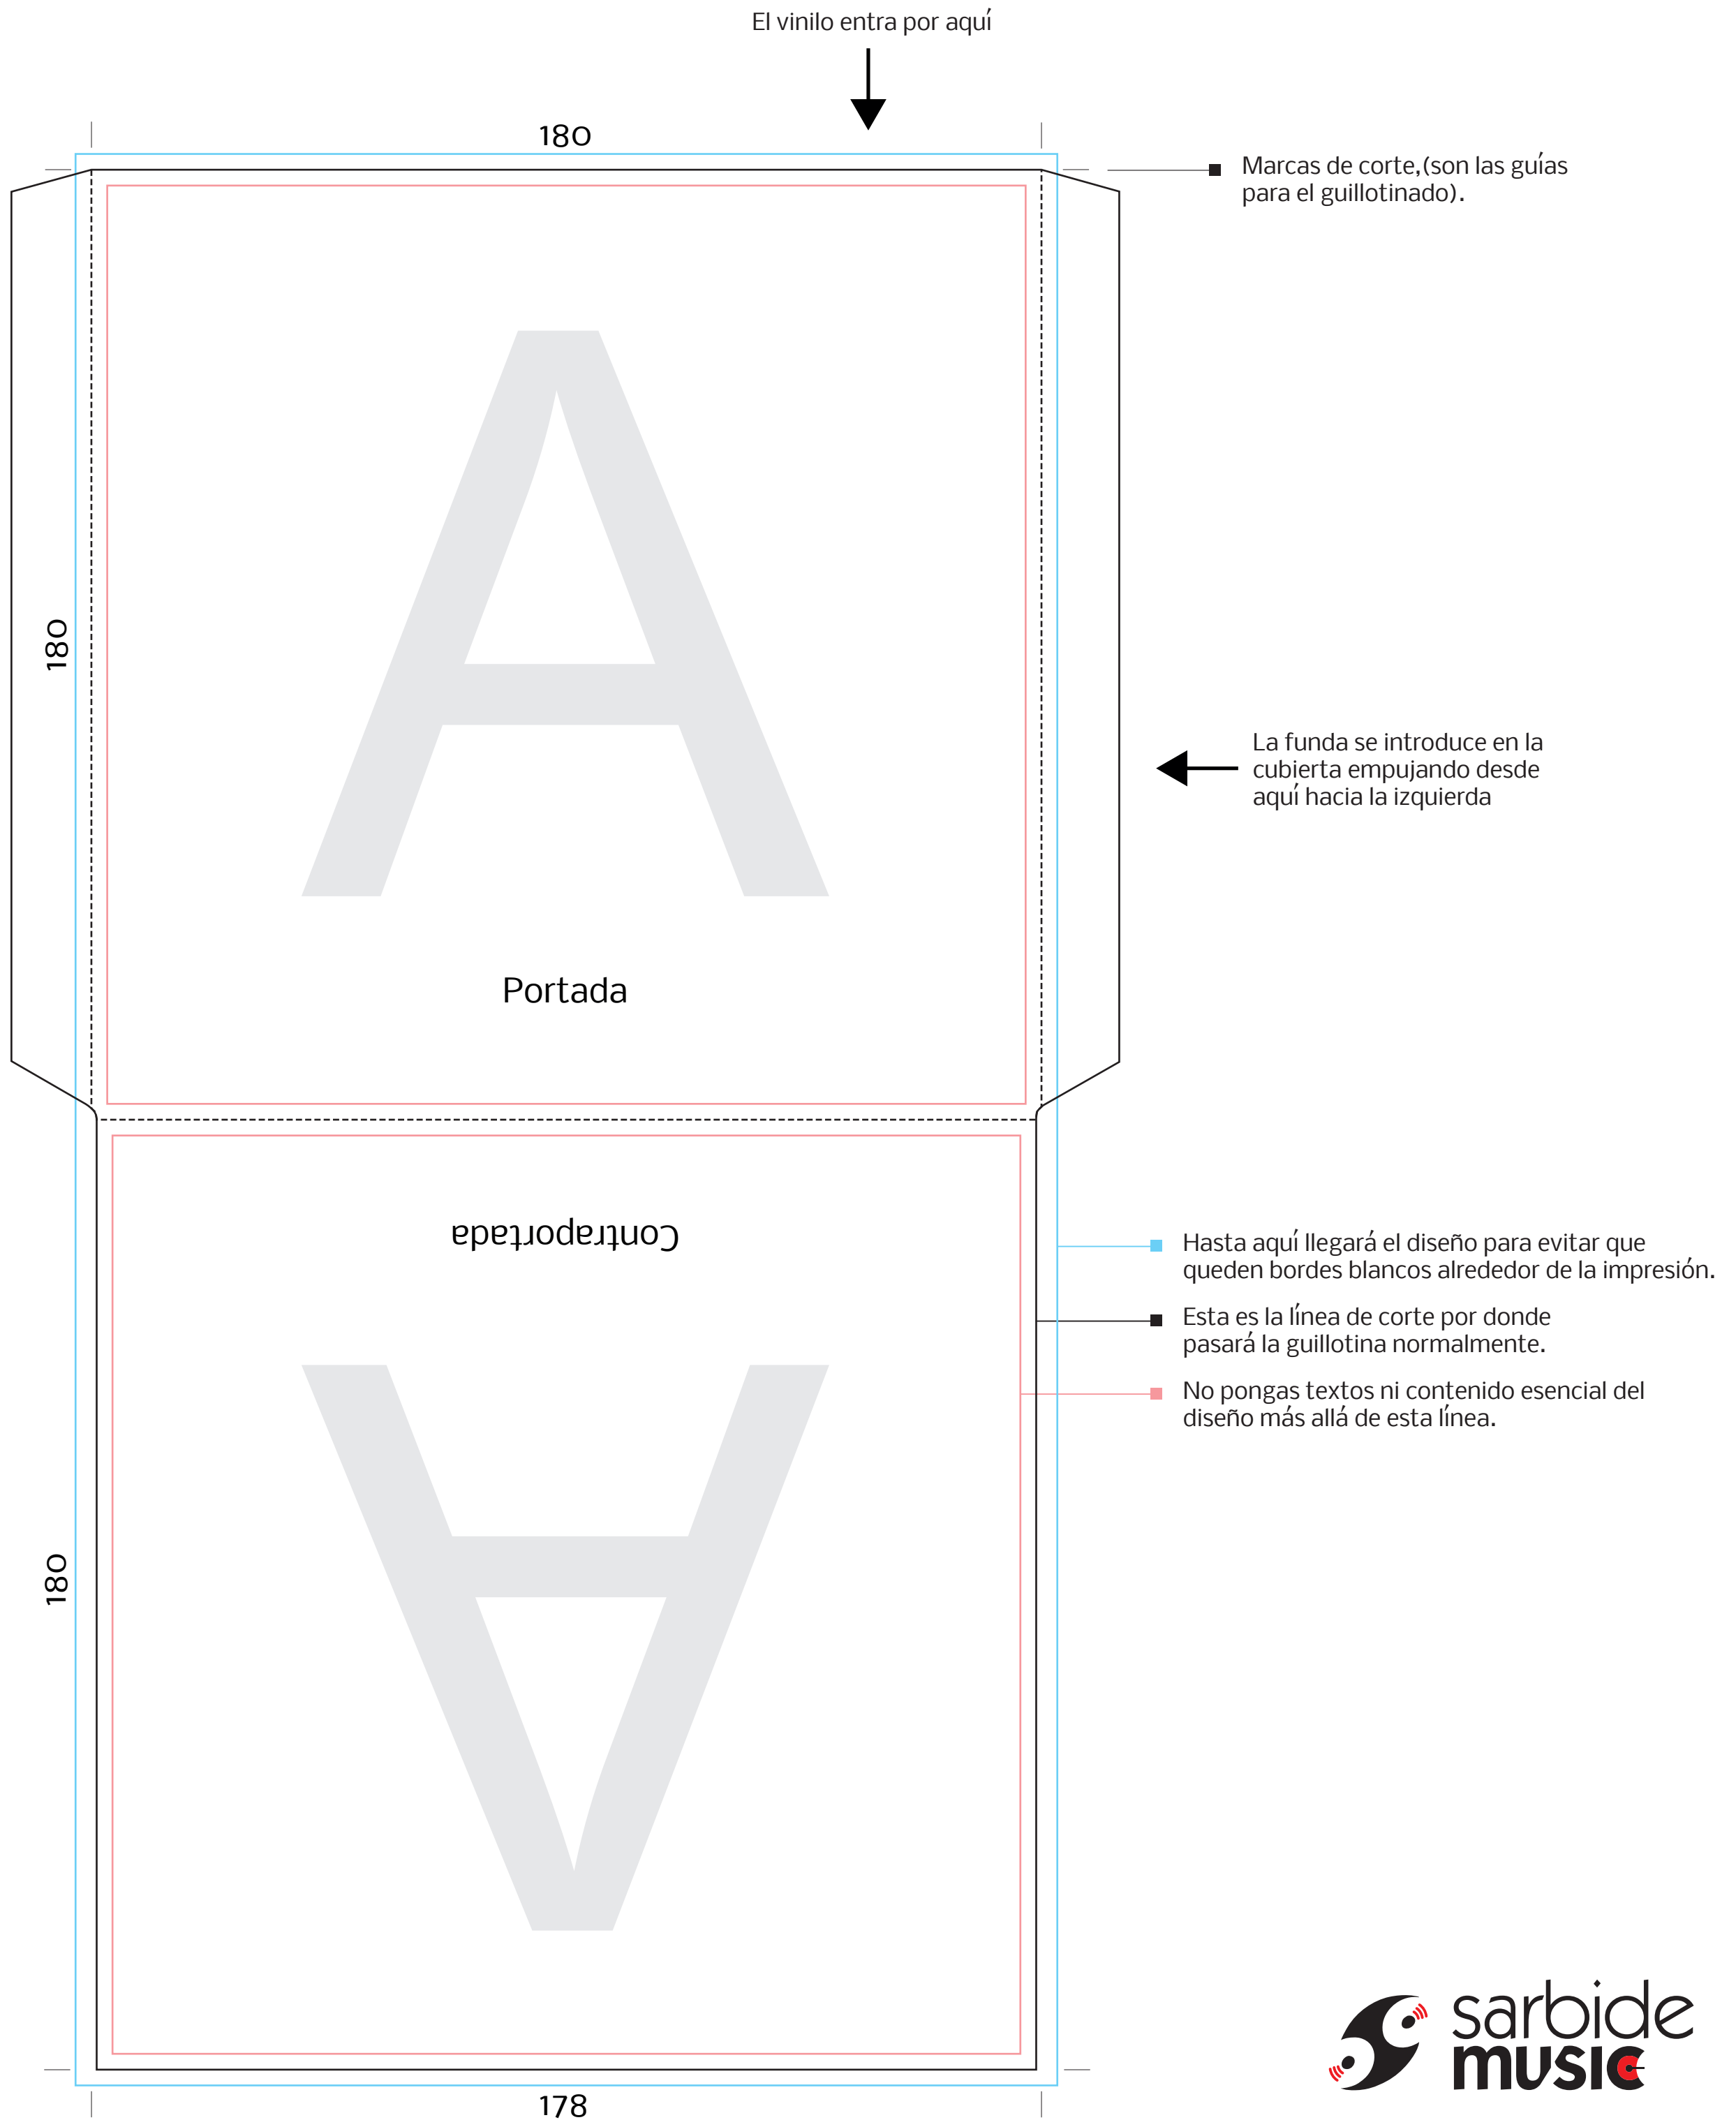 El vinilo entra por aquí
180
Marcas de corte,(son las guías
para el guillotinado).
A
180
La funda se introduce en la
cubierta empujando desde
aquí hacia la izquierda
Portada
Contraportada
Hasta aquí llegará el diseño para evitar que
queden bordes blancos alrededor de la impresión.
Esta es la línea de corte por donde
pasará la guillotina normalmente.
No pongas textos ni contenido esencial del
diseño más allá de esta línea.
A
180
178
sarbide
music